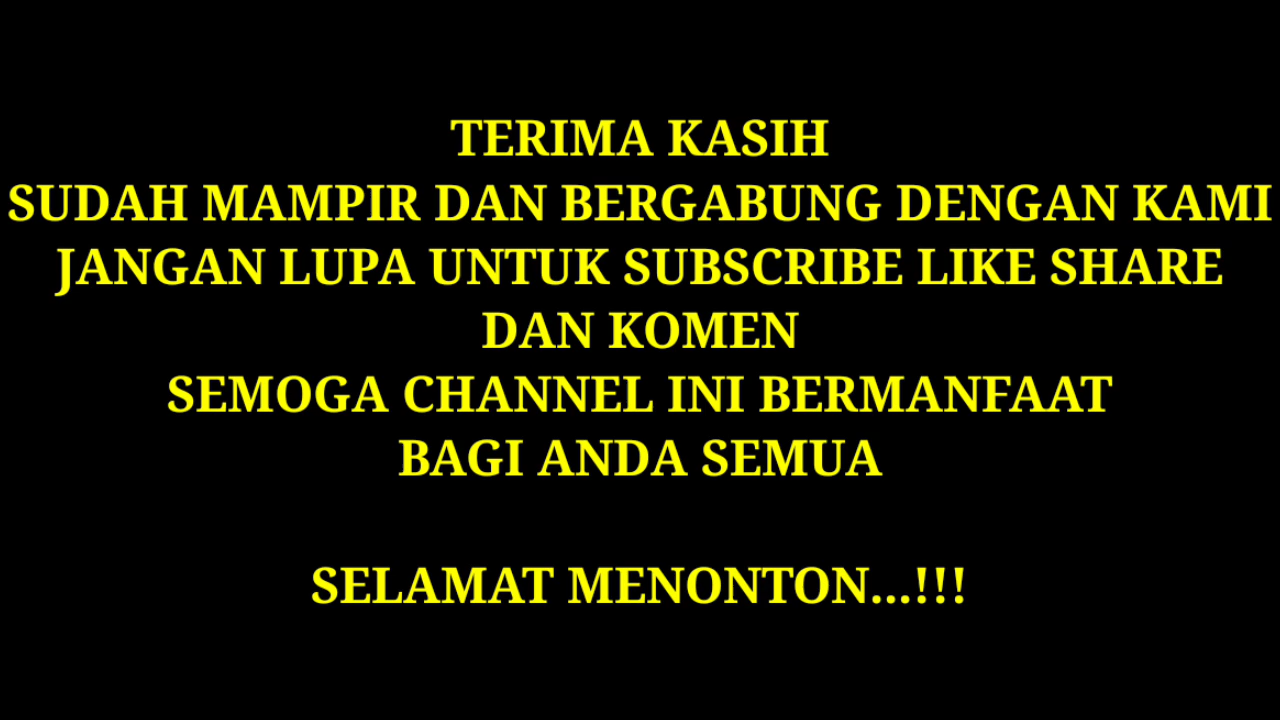 TERIMA KASIH
SUDAH MAMPIR DAN BERGABUNG DENGAN KAMI
JANGAN LUPA UNTUK SUBSCRIBE LIKE SHARE
DAN KOMEN
SEMOGA CHANNEL INI BERMANFAAT
BAGI ANDA SEMUA
SELAMAT MENONTON...!!!